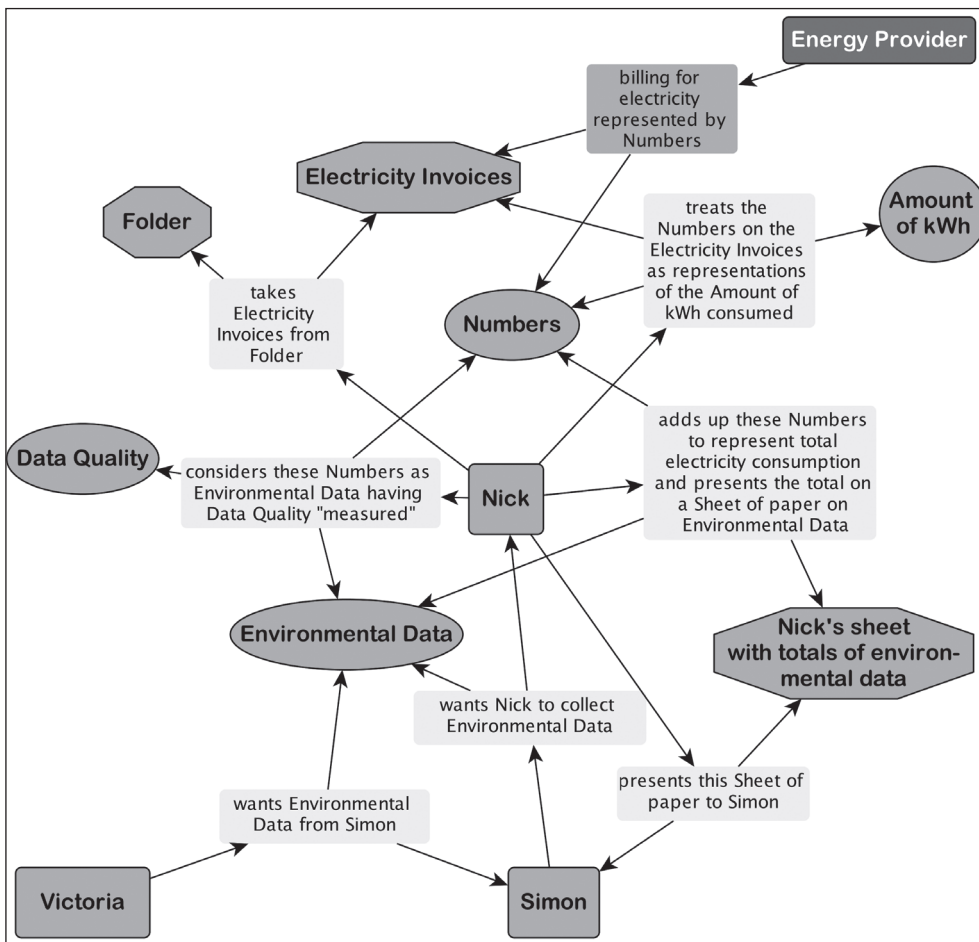 Energy Provider
billing for
electricity
represented by
Numbers
Electricity Invoices
Folder
treats the
Numbers on the
Electricity Invoices
as representations
of the Amount of
kWh consumed
Amount
of kWh
takes
Electricity
Invoices from
Folder
Numbers
adds up these Numbers
to represent total
electricity consumption
and presents the total on
a Sheet of paper on
Environmental Data
Data Quality
considers these Numbers as
Environmental Data having
Data Quality "measured"
Nick
Environmental Data
Nick's sheet
with totals of environ-
mental data
wants Nick to collect
Environmental Data
presents this Sheet of
paper to Simon
wants Environmental
Data from Simon
Victoria
Simon